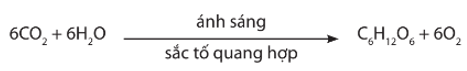 6CO₂ + 6H₂O ánh sáng C₆H₁₂O₆ + 6O₂
sắc tố quang hợp